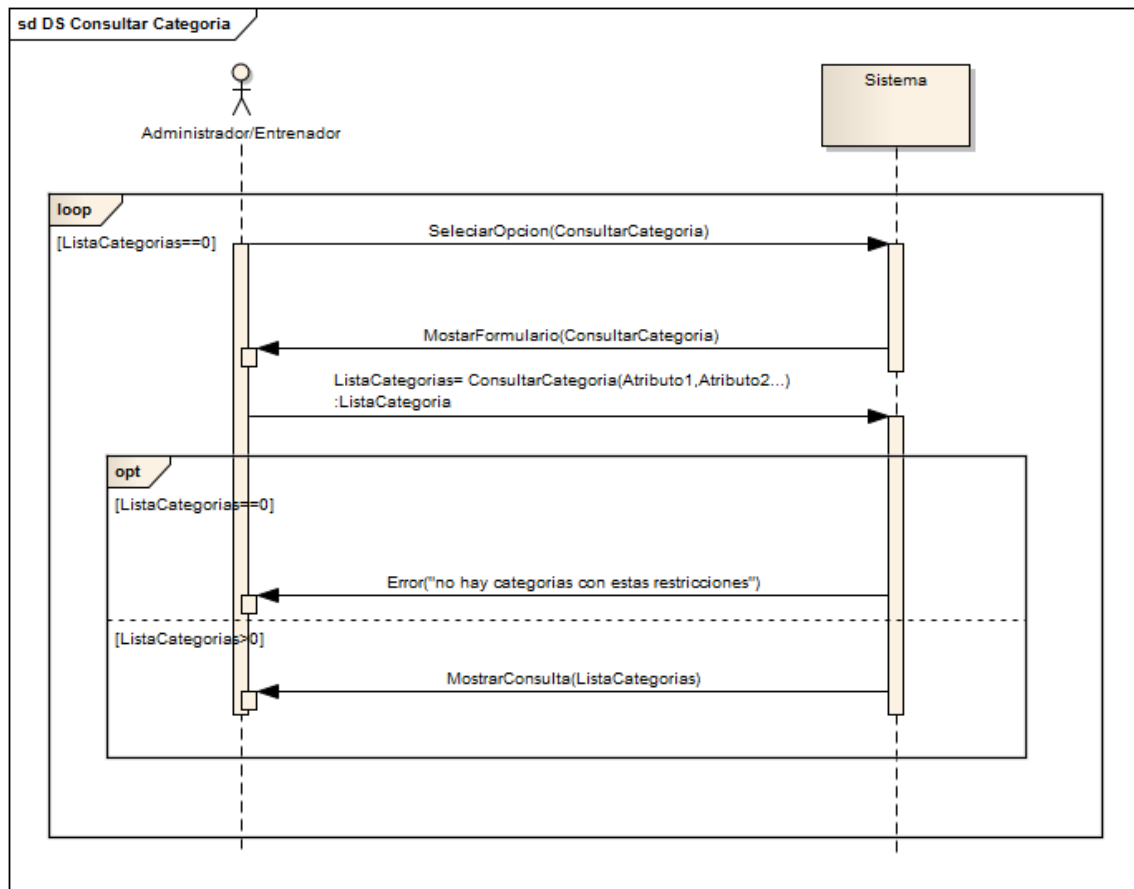 sd DS Consultar Categoria
Administrador/Entrenador
Sistema
loop
[ListaCategorias==0]
SeleciarOpcion(ConsultarCategoria)
MostarFormulario(ConsultarCategoria)
ListaCategorias= ConsultarCategoria(Atributo1,Atributo2...)
:ListaCategoria
opt
[ListaCategorias==0]
Error("no hay categorias con estas restricciones")
[ListaCategorias>0]
MostrarConsulta(ListaCategorias)